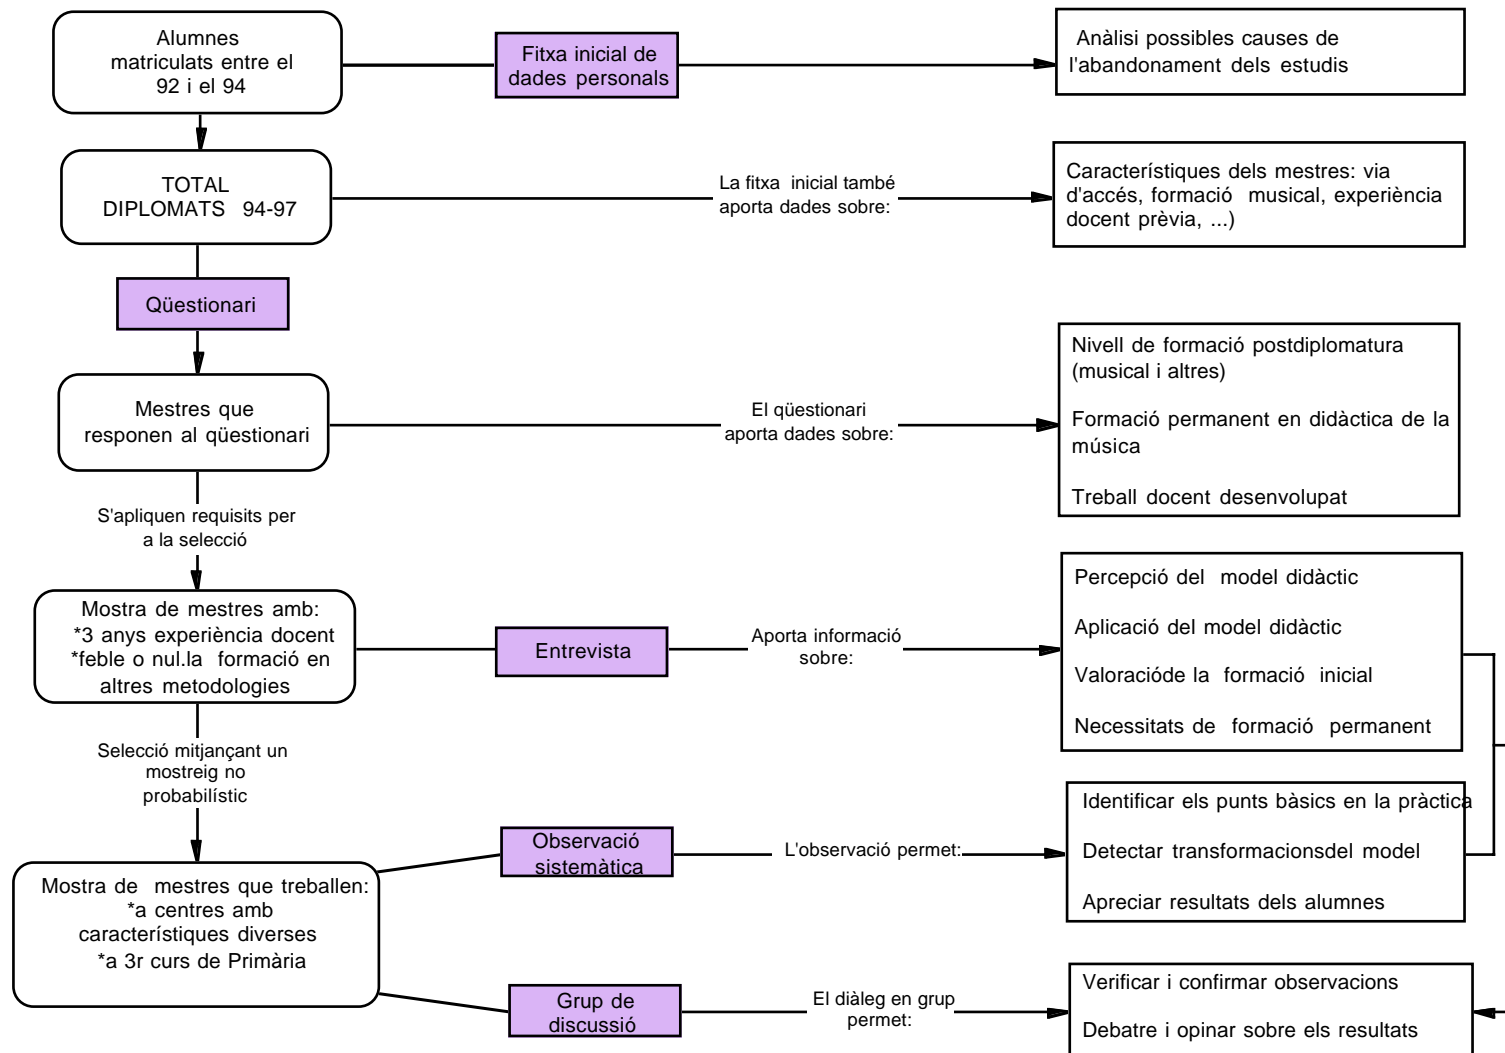 Alumnes
matriculats entre el
92 i el 94
Fitxa inicial de
dades personals
Anàlisi possibles causes de
l'abandonament dels estudis
TOTAL
DIPLOMATS 94-97
La fitxa inicial també
aporta dades sobre:
Característiques dels mestres: via
d'accés, formació musical, experiència
docent prèvia, ...)
Qüestionari
Mestres que
responen al qüestionari
El qüestionari
aporta dades sobre:
Nivell de formació postdiplomatura
(musical i altres)
Formació permanent en didàctica de la
música
Treball docent desenvolupat
S'apliquen requisits per
a la selecció
Mostra de mestres amb:
*3 anys experiència docent
*feble o nul.la formació en
altres metodologies
Entrevista
Aporta informació
sobre:
Percepció del model didàctic
Aplicació del model didàctic
Valoracióde la formació inicial
Necessitats de formació permanent
Selecció mitjançant un
mostreig no
probabilístic
Observació
sistemàtica
L'observació permet:
Identificar els punts bàsics en la pràctica
Detectar transformacionsdel model
Apreciar resultats dels alumnes
Mostra de mestres que treballen:
*a centres amb
característiques diverses
*a 3r curs de Primària
Grup de
discussió
El diàleg en grup
permet:
Verificar i confirmar observacions
Debatre i opinar sobre els resultats